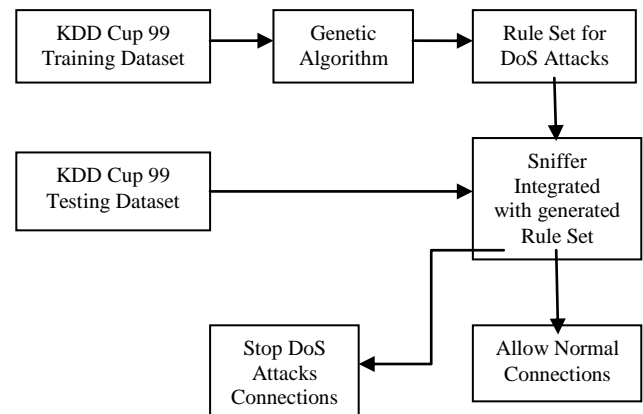 KDD Cup 99
Training Dataset
Genetic
Algorithm
Rule Set for
DoS Attacks
KDD Cup 99
Testing Dataset
Sniffer
Integrated
with generated
Rule Set
Stop DoS
Attacks
Connections
Allow Normal
Connections